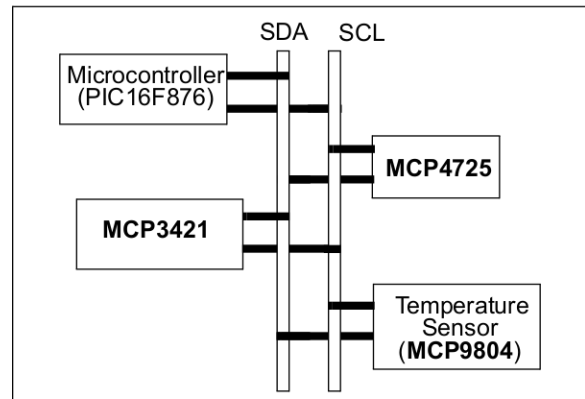 SDA
SCL
Microcontroller
(PIC16F876)
MCP4725
MCP3421
Temperature
Sensor
(MCP9804)